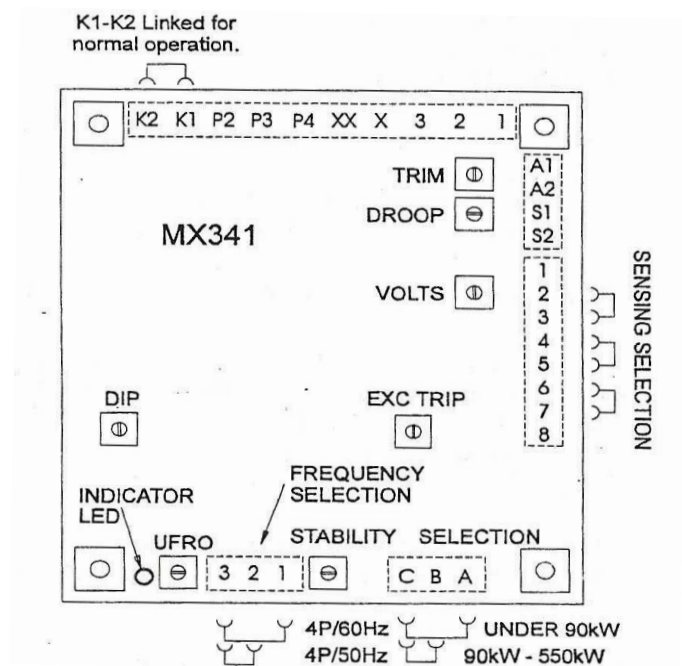 K1-K2 Linked for
normal operation.
K2 K1 P2 P3 P4 XX X 3 2 1
TRIM
DROOP
A1
A2
S1
S2
MX341
VOLTS
1
2
3
4
5
6
7
8
SENSING SELECTION
DIP
EXC TRIP
FREQUENCY
SELECTION
INDICATOR
LED
UFRO
STABILITY SELECTION
3 2 1
C B A
4P/60Hz UNDER 90kW
4P/50Hz 90kW - 550kW